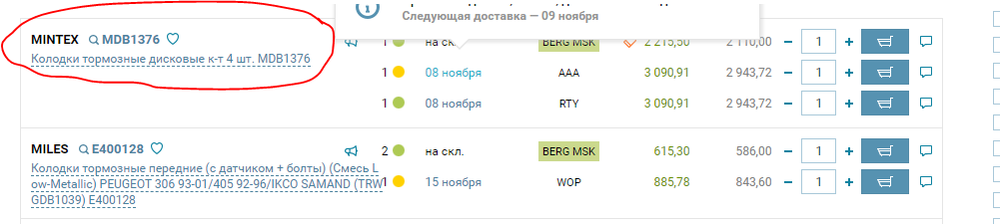 Следующая доставка — 09 ноября
MINTEX MDB1376
1 на скл. BERG MSK 2 215,50 2 110,00 1
Колодки тормозные дисковые к-т 4 шт. MDB1376
1 08 ноября AAA 3 090,91 2 943,72 1
1 08 ноября RTY 3 090,91 2 943,72 1
MILES E400128
2 на скл. BERG MSK 615,30 586,00 1
Колодки тормозные передние (с датчиком + болты) (Смесь L
ow-Metallic) PEUGEOT 306 93-01/405 92-96/IKCO SAMAND (TRW
GDB1039) E400128
1 15 ноября WOP 885,78 843,60 1